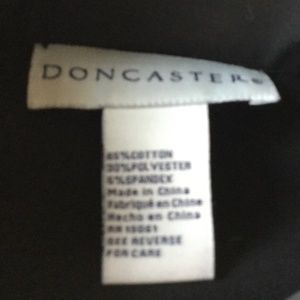 DONCASTER®
65%COTTON
30%POLYESTER
5%SPANDEX
Made in China
Fabriqué en Chine
Hecho en China
RN 15001
SEE REVERSE
FOR CARE